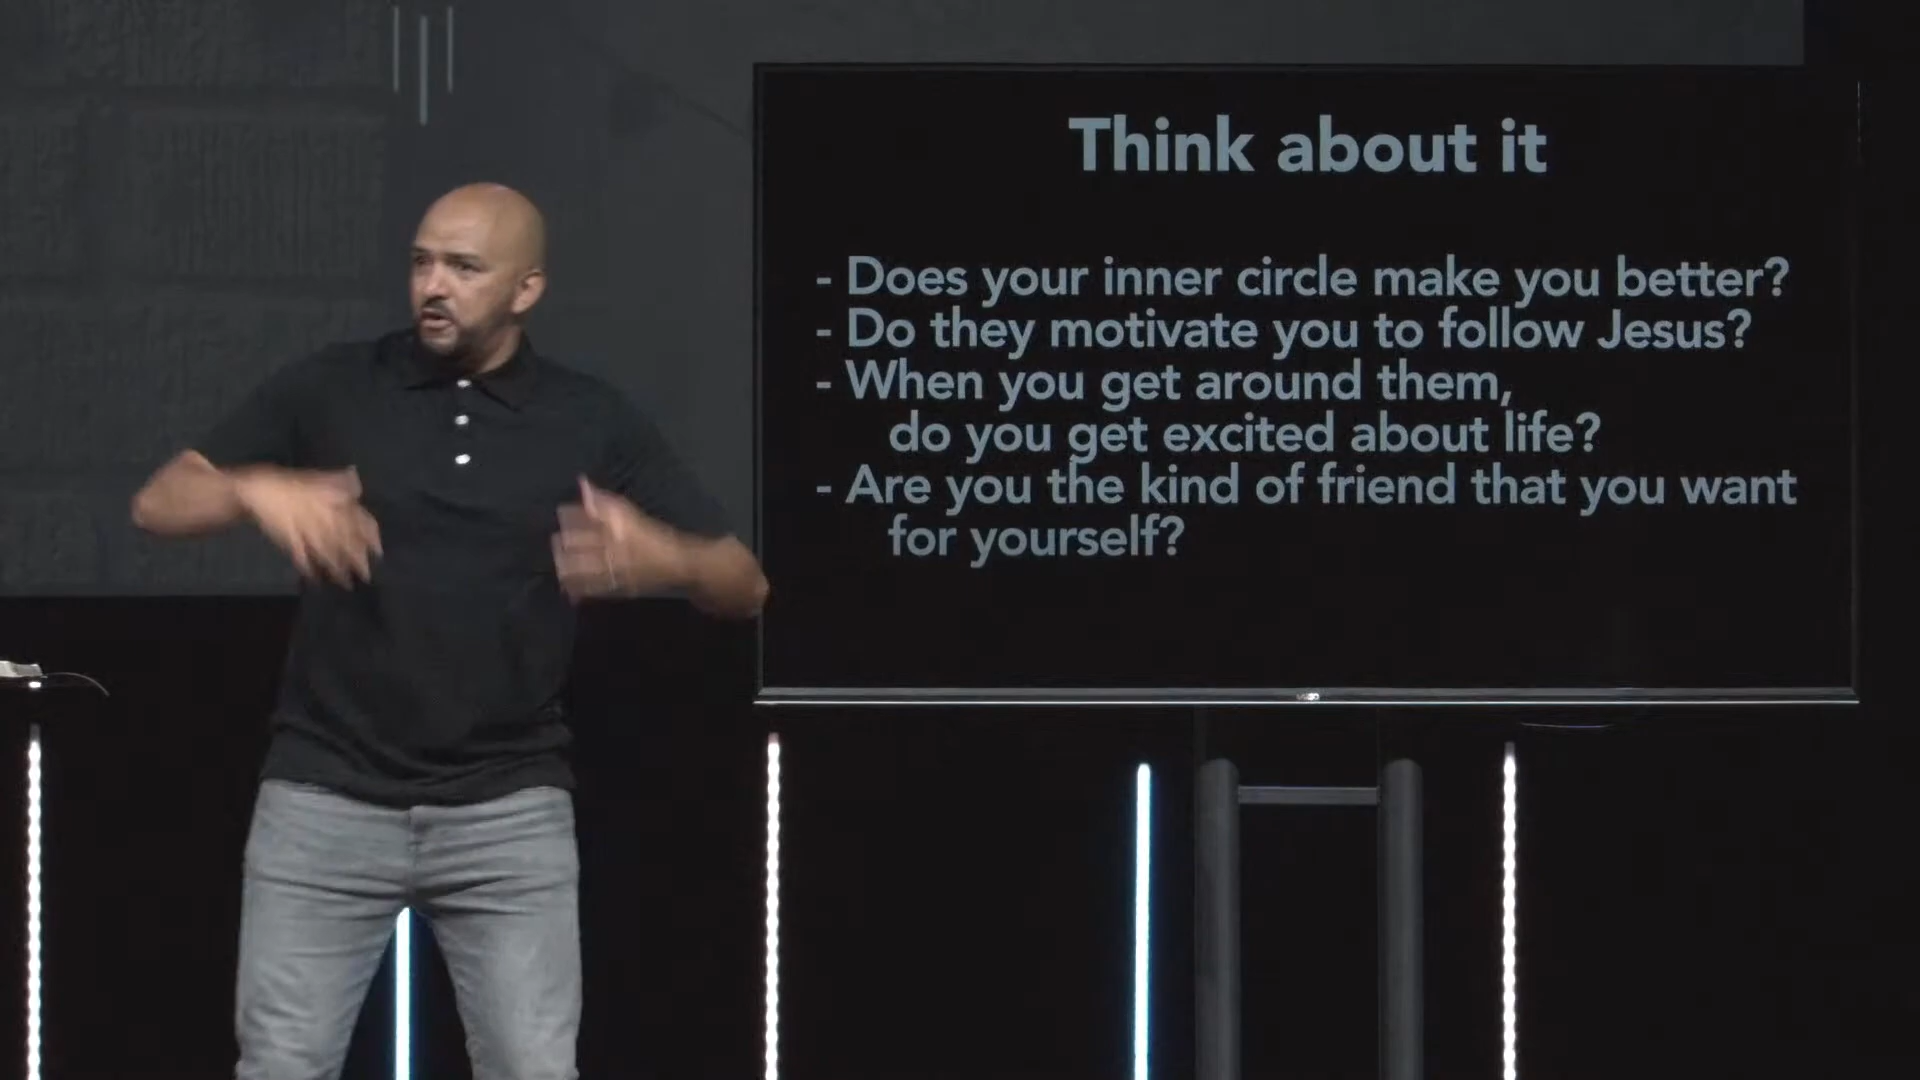 Think about it
- Does your inner circle make you better?
- Do they motivate you to follow Jesus?
- When you get around them,
do you get excited about life?
- Are you the kind of friend that you want
for yourself?